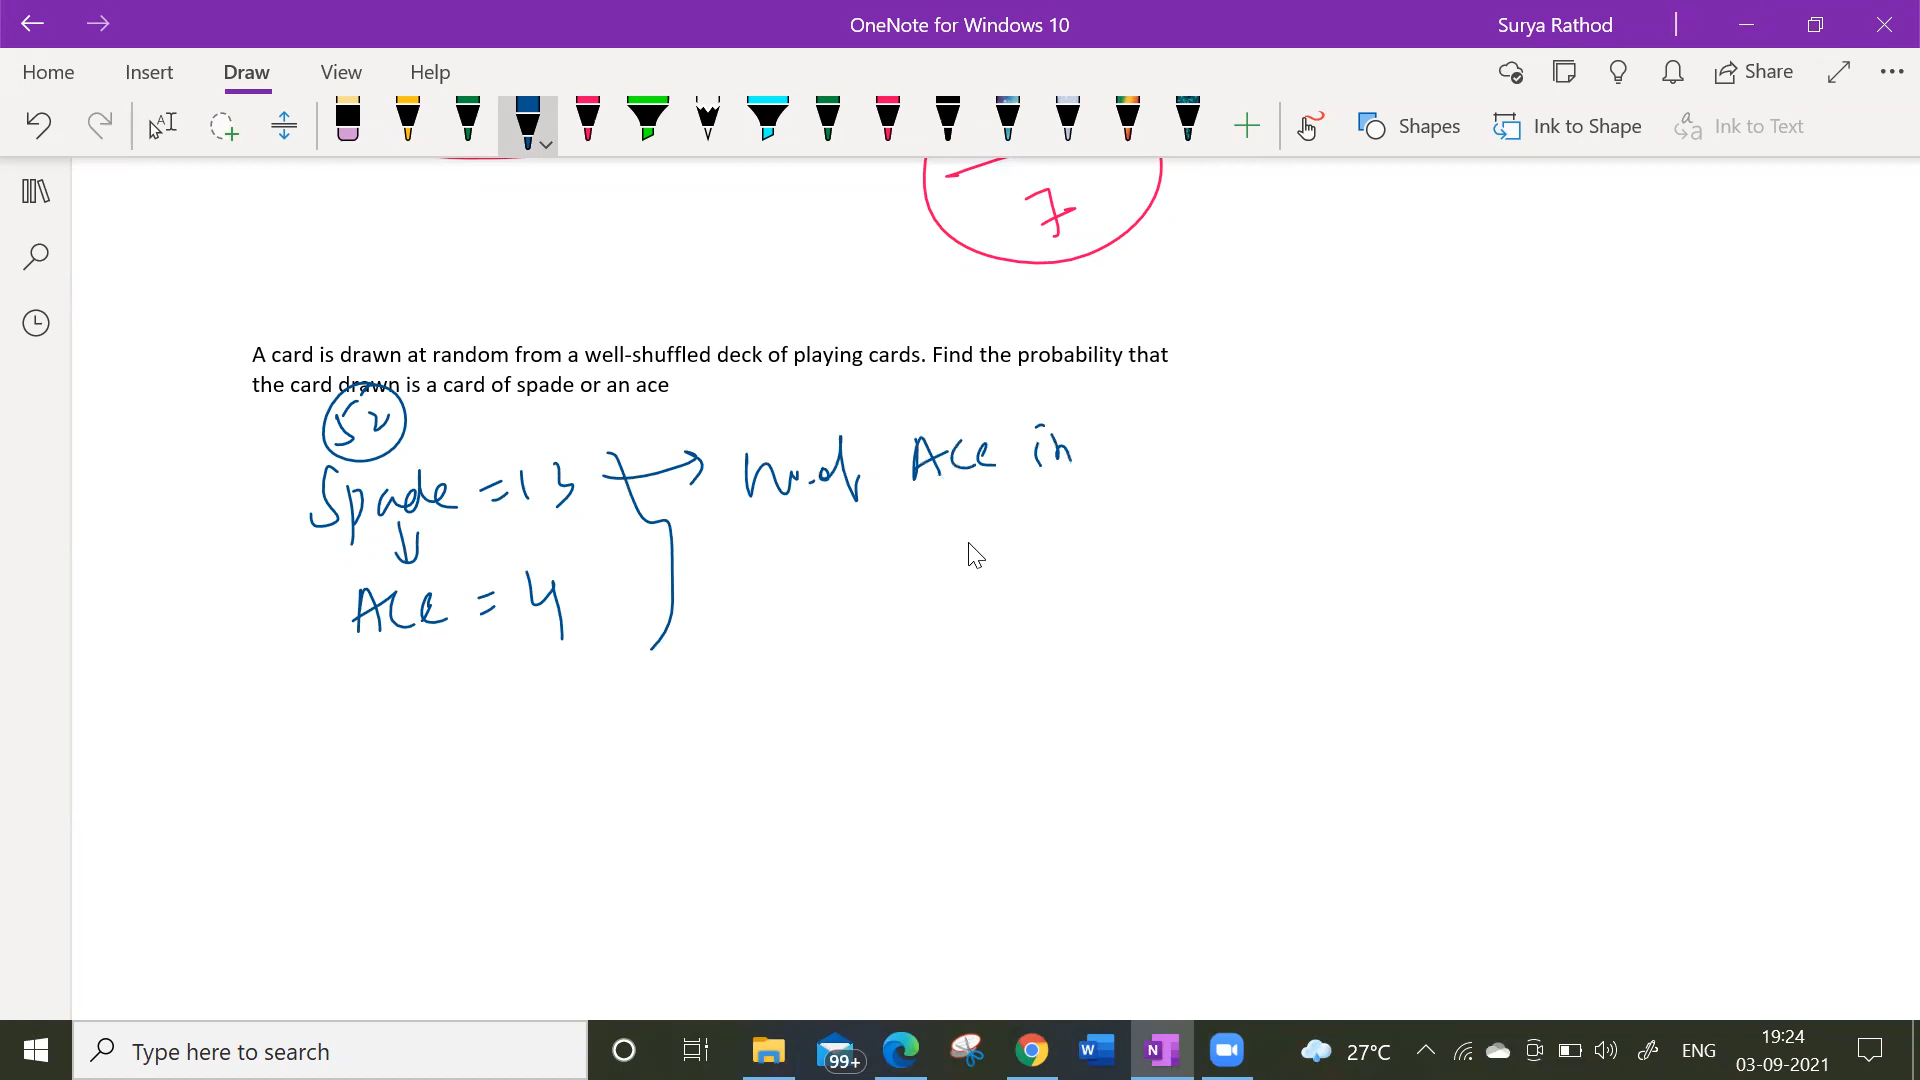 OneNote for Windows 10
Surya Rathod
Home Insert Draw View Help
Share
Shapes Ink to Shape Ink to Text
7
A card is drawn at random from a well-shuffled deck of playing cards. Find the probability that
the card drawn is a card of spade or an ace
52
Spade = 13 → No. of Ace in
Ace = 4
Type here to search
99+
27°C
ENG
19:24
03-09-2021